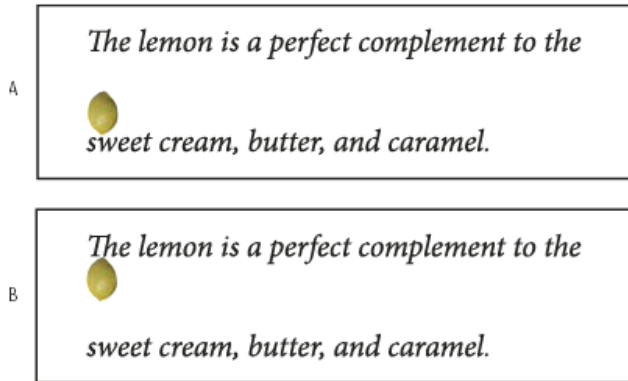 A
The lemon is a perfect complement to the
sweet cream, butter, and caramel.
B
The lemon is a perfect complement to the
sweet cream, butter, and caramel.